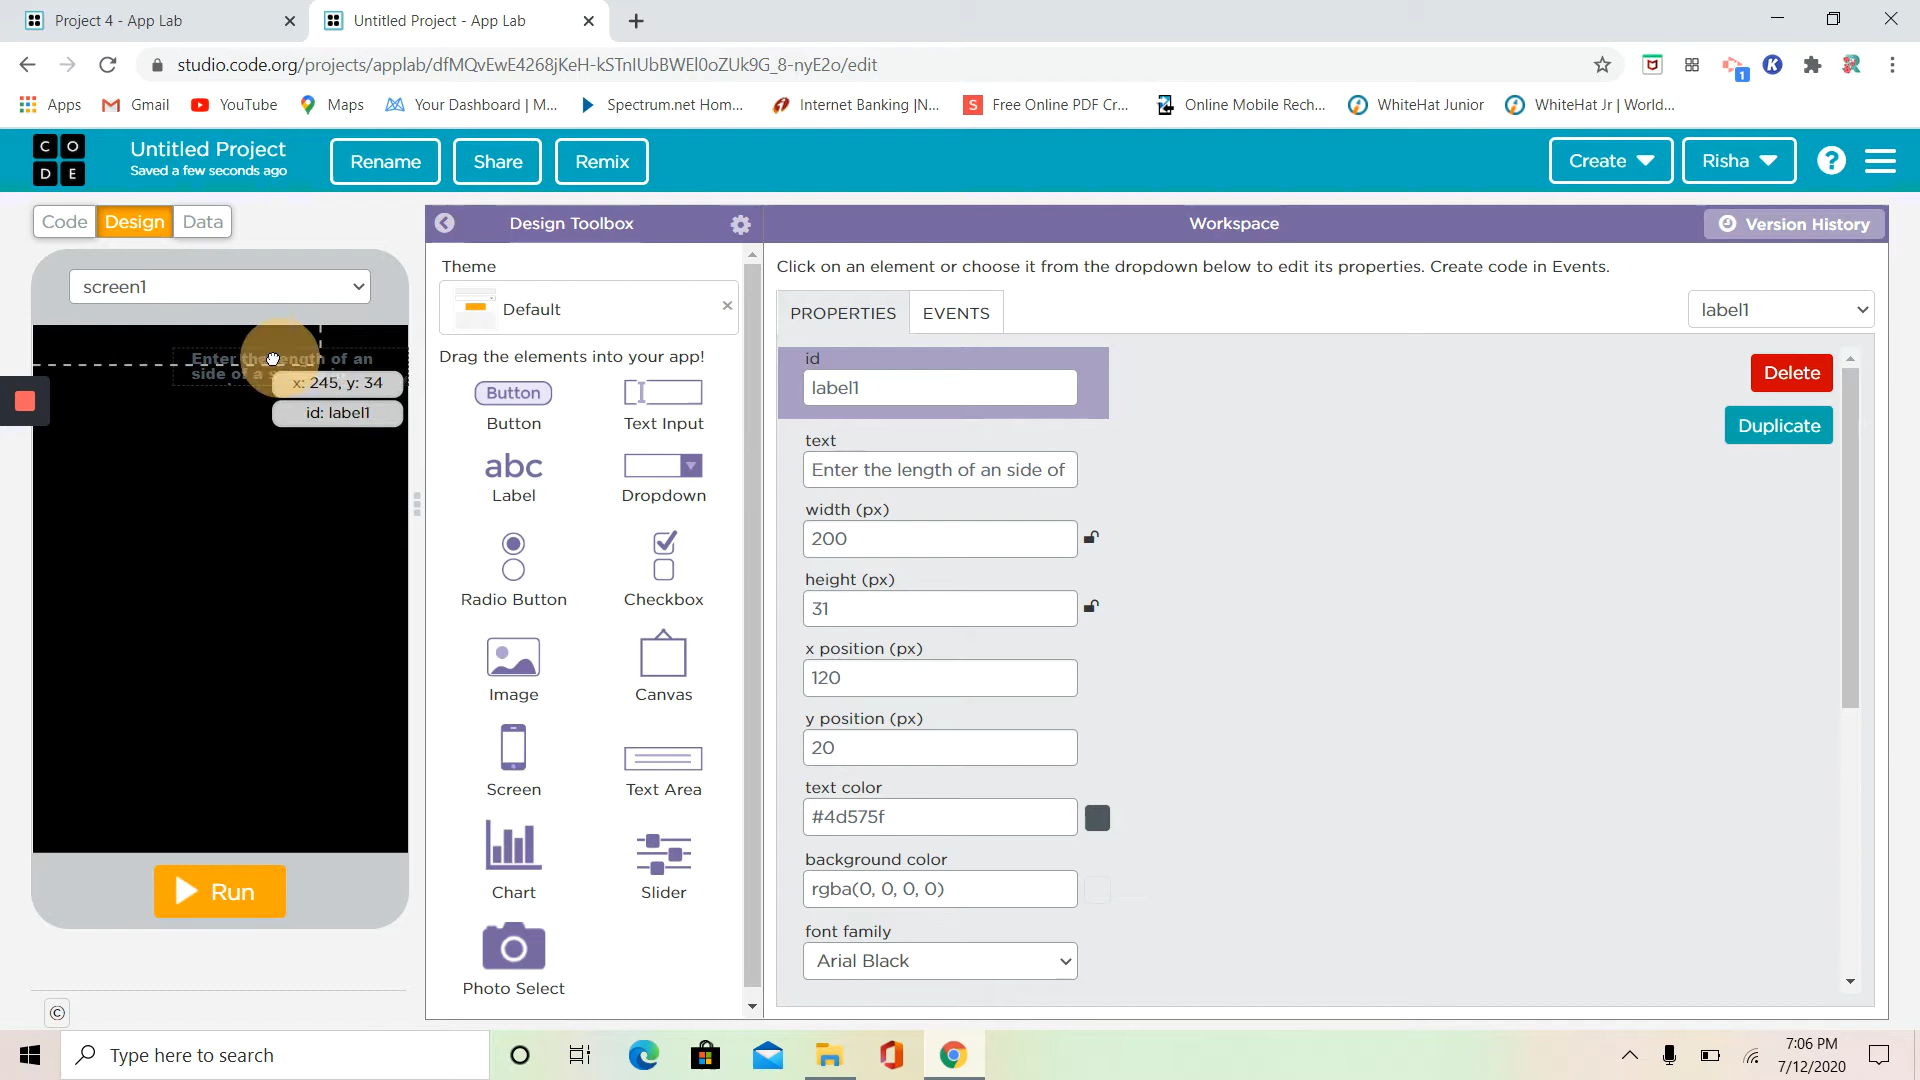 Project 4 - App Lab
Untitled Project - App Lab
studio.code.org/projects/applab/dfMQvEwE4268jKeH-kSTnIUbBWEl0oZUk9G_8-nyE2o/edit
1
K
Apps
Gmail
YouTube
Maps
Your Dashboard | M...
Spectrum.net Hom...
Internet Banking |N...
S
Free Online PDF Cr...
Online Mobile Rech...
WhiteHat Junior
WhiteHat Jr | World...
C O
D E
Untitled Project
Saved a few seconds ago
Rename
Share
Remix
Create
Risha
?
Code
Design
Data
Design Toolbox
Workspace
Version History
screen1
Enter the length of an
side of a s
x: 245, y: 34
id: label1
Run
©
Theme
Default
Drag the elements into your app!
Button
Button
Text Input
abc
Label
Dropdown
Radio Button
Checkbox
Image
Canvas
Screen
Text Area
Chart
Slider
Photo Select
Click on an element or choose it from the dropdown below to edit its properties. Create code in Events.
PROPERTIES
EVENTS
label1
id
label1
Delete
Duplicate
text
Enter the length of an side of
width (px)
200
height (px)
31
x position (px)
120
y position (px)
20
text color
#4d575f
background color
rgba(0, 0, 0, 0)
font family
Arial Black
Type here to search
7:06 PM
7/12/2020